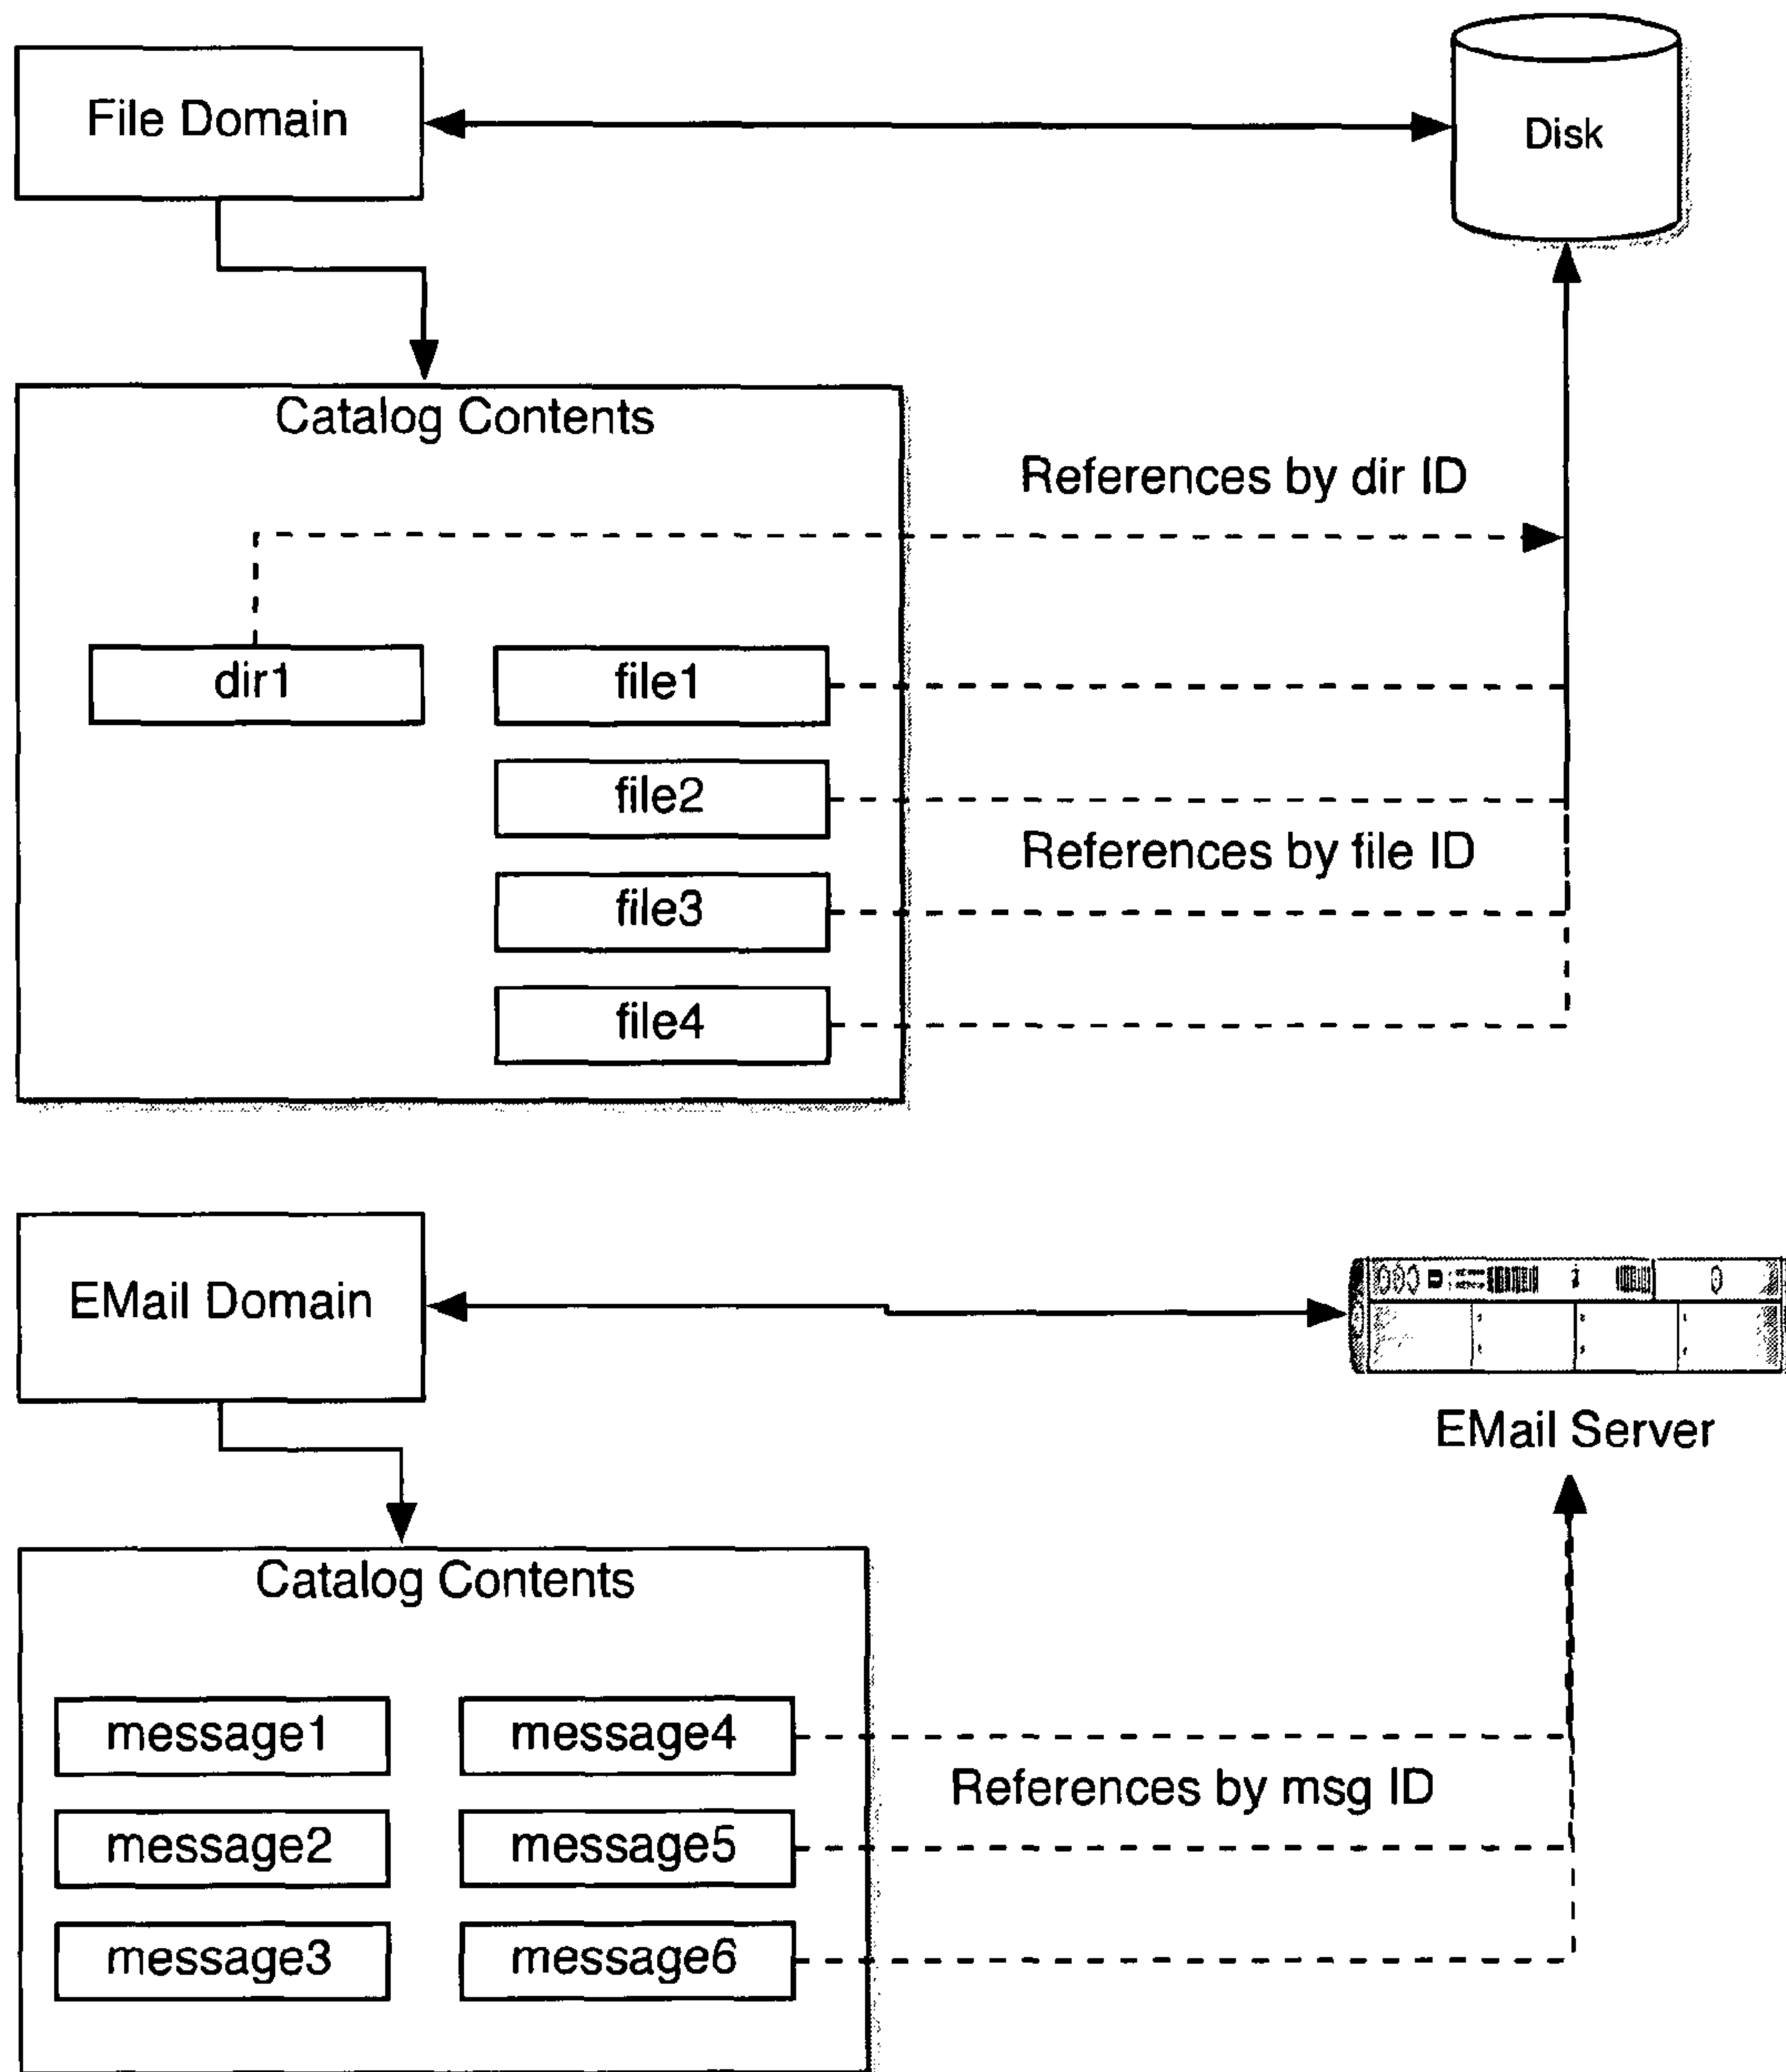 File Domain
Disk
Catalog Contents
References by dir ID
dir1
file1
file2
References by file ID
file3
file4
EMail Domain
EMail Server
Catalog Contents
message1
message4
References by msg ID
message2
message5
message3
message6